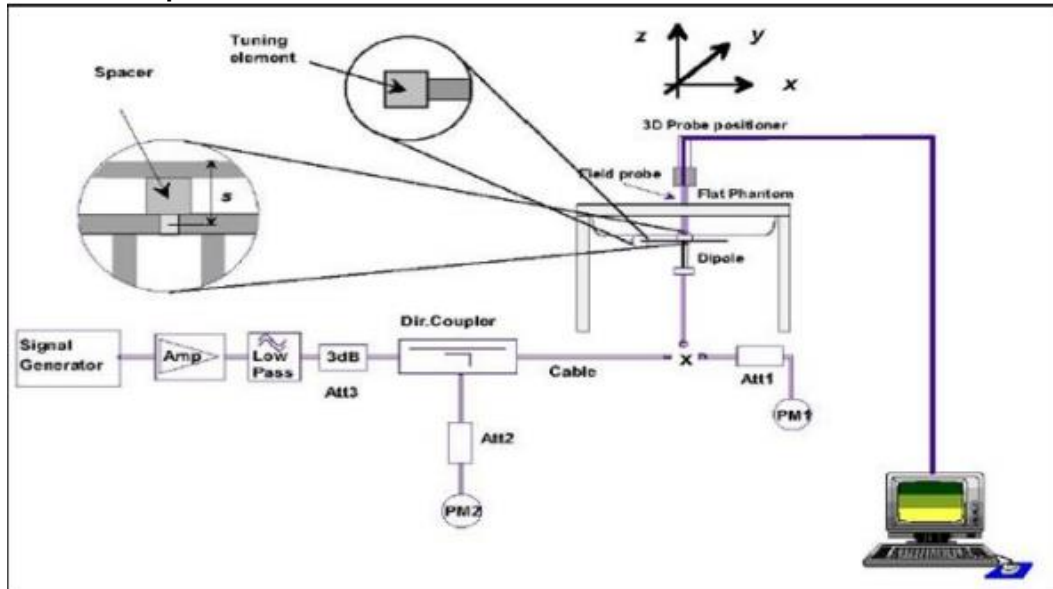 Tuning
element
Spacer
s
z
y
x
3D Probe positioner
Field probe
Flat Phantom
Dipole
Signal
Generator
Amp
Low
Pass
3dB
Att3
Dir.Coupler
Cable
x
Att1
PM1
Att2
PM2